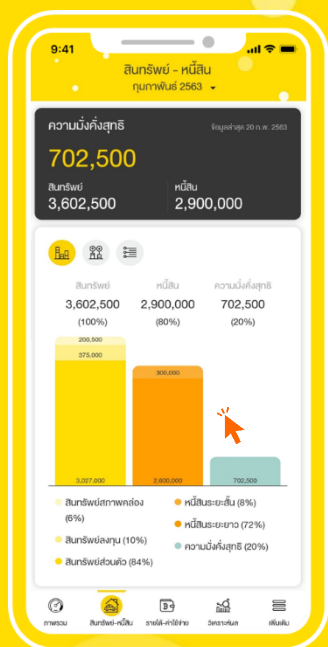 9:41
สินทรัพย์ - หนี้สิน
กุมภาพันธ์ 2563
ความมั่งคั่งสุทธิ
ข้อมูลล่าสุด 20 ก.พ. 2563
702,500
สินทรัพย์ หนี้สิน
3,602,500 2,900,000
สินทรัพย์ หนี้สิน ความมั่งคั่งสุทธิ
3,602,500 2,900,000 702,500
(100%) (80%) (20%)
200,500
375,000
300,000
3,027,000 2,600,000 702,500
สินทรัพย์สภาพคล่อง (6%)
สินทรัพย์ลงทุน (10%)
สินทรัพย์ส่วนตัว (84%)
หนี้สินระยะสั้น (8%)
หนี้สินระยะยาว (72%)
ความมั่งคั่งสุทธิ (20%)
ภาพรวม สินทรัพย์-หนี้สิน รายได้-ค่าใช้จ่าย วิเคราะห์ผล เพิ่มเติม